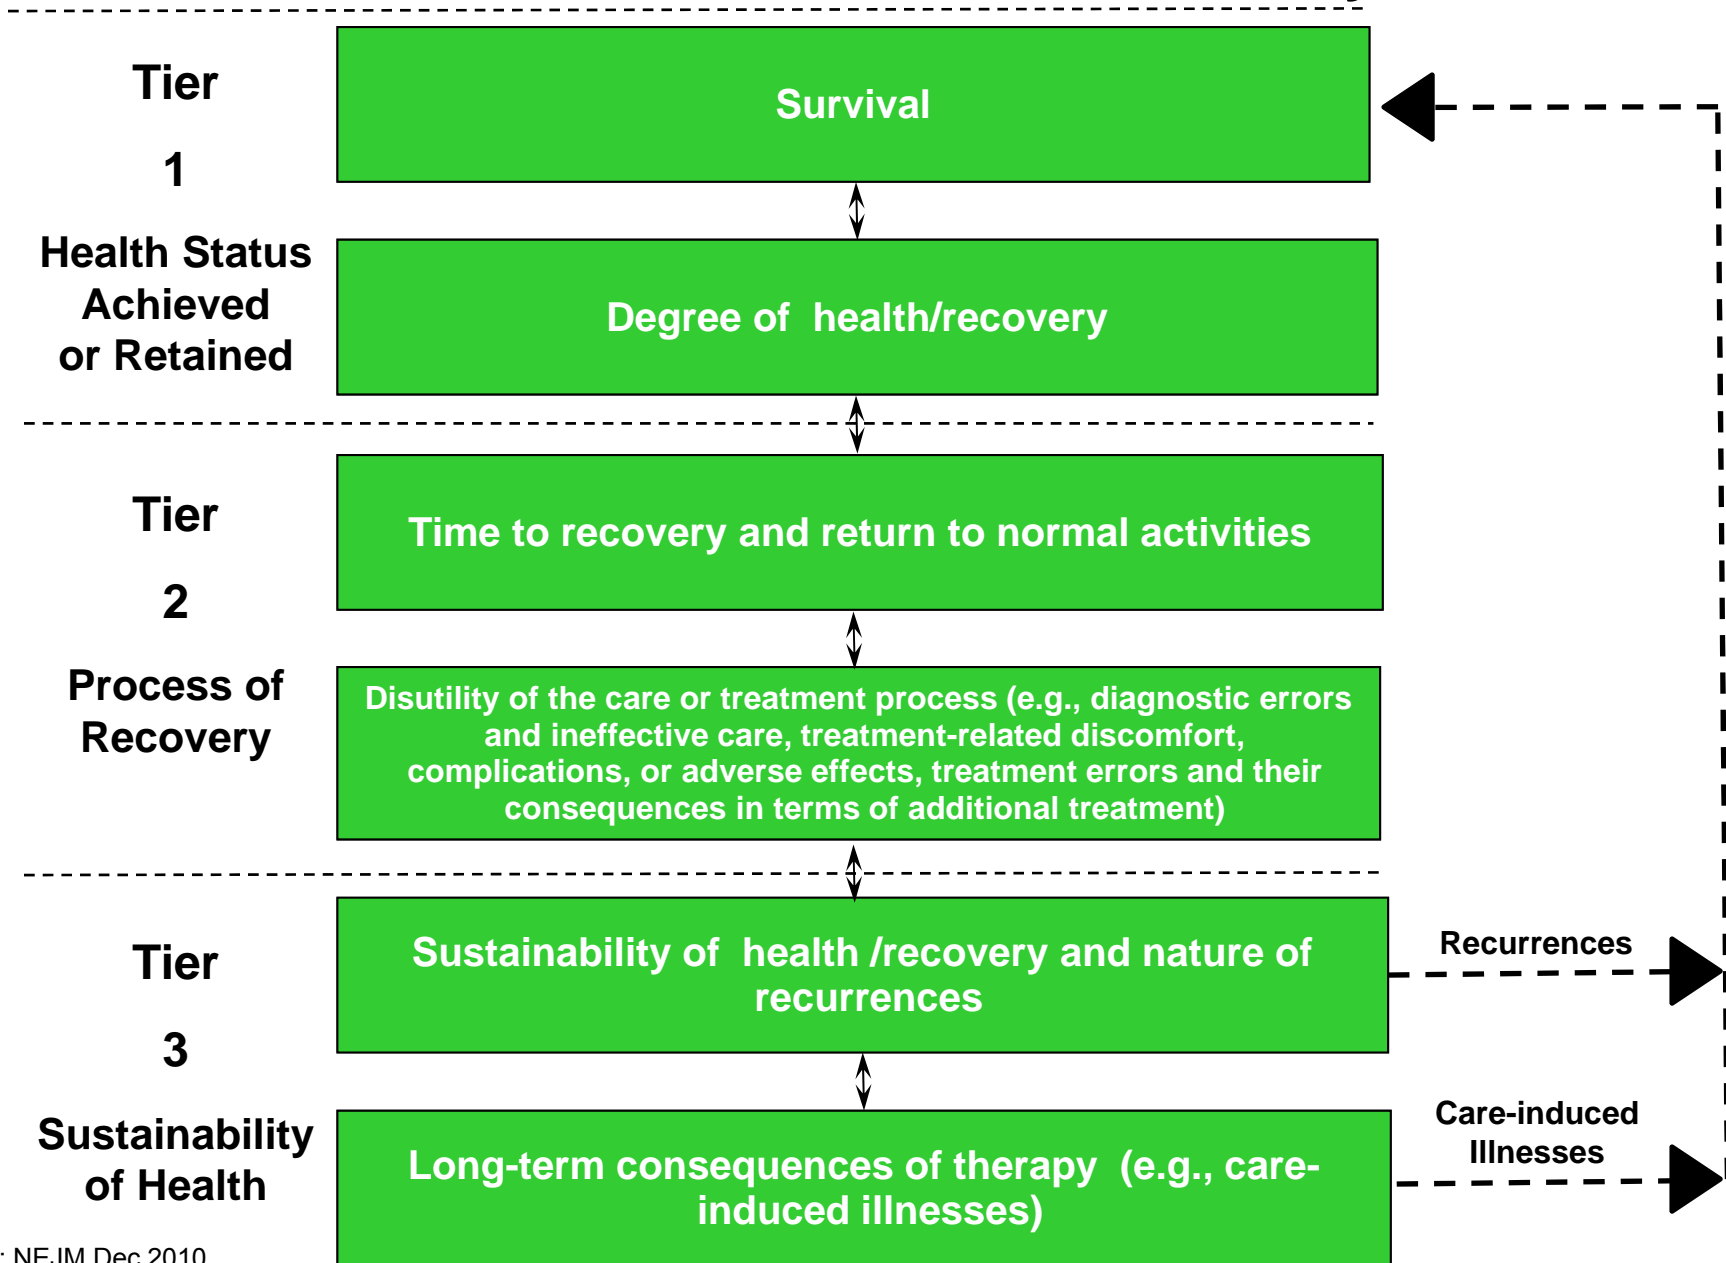 Tier
1
Health Status
Achieved
or Retained
Survival
Degree of  health/recovery
Tier
2
Process of
Recovery
Time to recovery and return to normal activities
Disutility of the care or treatment process (e.g., diagnostic errors
and ineffective care, treatment-related discomfort,
complications, or adverse effects, treatment errors and their
consequences in terms of additional treatment)
Tier
3
Sustainability
of Health
Sustainability of  health /recovery and nature of
recurrences
Recurrences
Long-term consequences of therapy  (e.g., care-
induced illnesses)
Care-induced
Illnesses
: NEJM Dec 2010